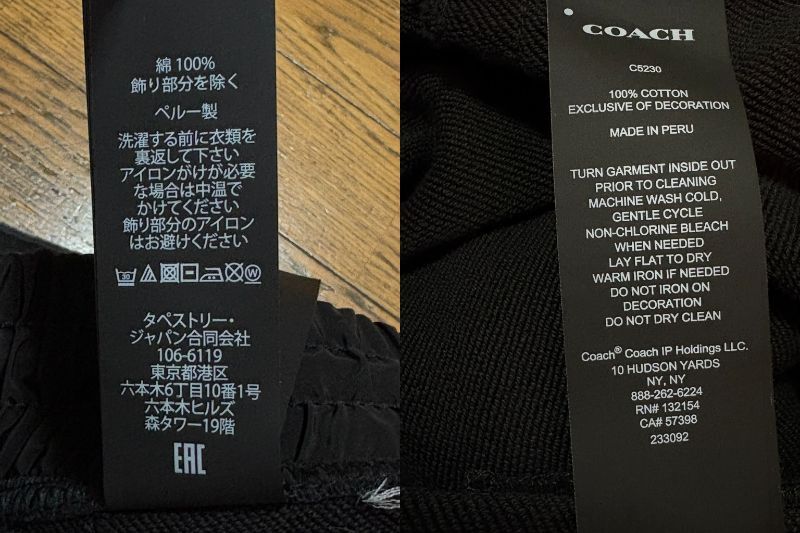 綿 100%
飾り部分を除く
ペルー製
洗濯する前に衣類を
裏返して下さい
アイロンがけが必要
な場合は中温で
かけてください
飾り部分のアイロン
はお避けください
30
W
タペストリー・
ジャパン合同会社
106-6119
東京都港区
六本木6丁目10番1号
六本木ヒルズ
森タワー19階
EAC
COACH
C5230
100% COTTON
EXCLUSIVE OF DECORATION
MADE IN PERU
TURN GARMENT INSIDE OUT
PRIOR TO CLEANING
MACHINE WASH COLD,
GENTLE CYCLE
NON-CHLORINE BLEACH
WHEN NEEDED
LAY FLAT TO DRY
WARM IRON IF NEEDED
DO NOT IRON ON
DECORATION
DO NOT DRY CLEAN
Coach® Coach IP Holdings LLC.
10 HUDSON YARDS
NY, NY
888-262-6224
RN# 132154
CA# 57398
233092